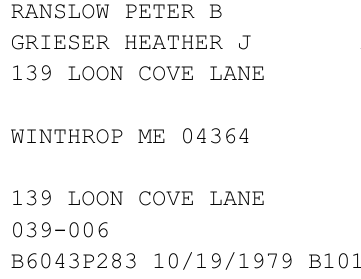 RANSLOW PETER B
GRIESER HEATHER J
139 LOON COVE LANE
WINTHROP ME 04364
139 LOON COVE LANE
039-006
B6043P283 10/19/1979 B101